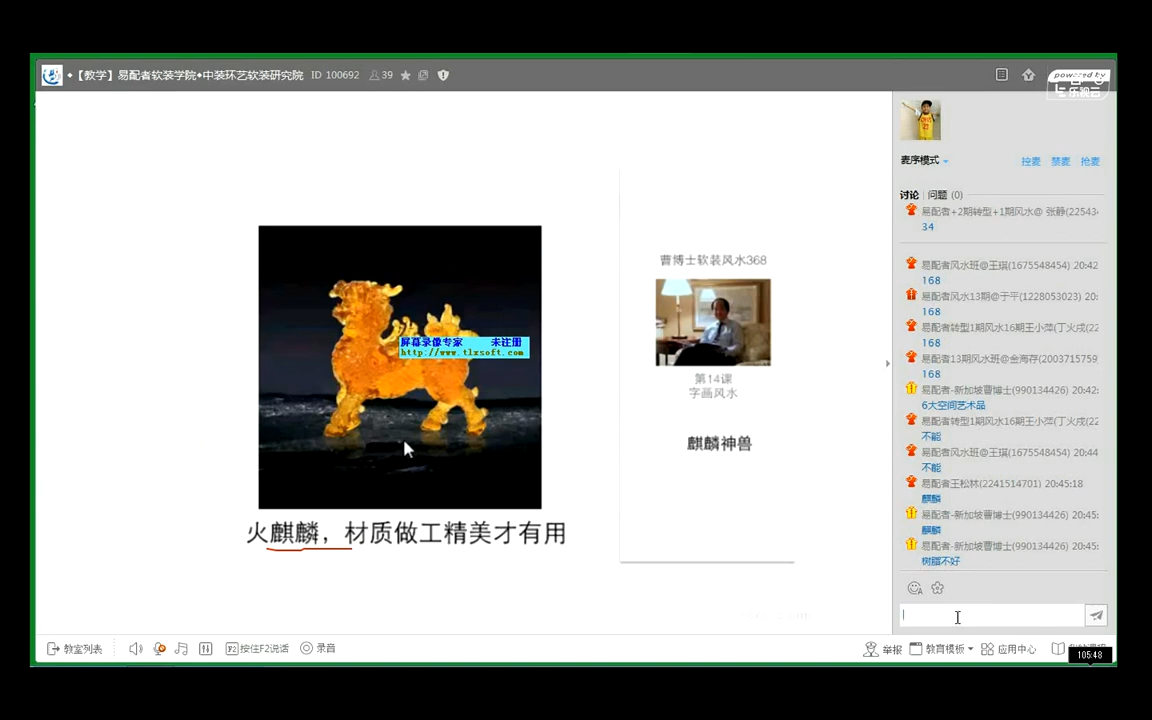 ◆【教学】易配者软装学院◆中装环艺软装研究院 ID 100692 39
powered by
乐视云
麦序模式
控麦 禁麦 抢麦
讨论 问题 (0)
易配者+2期转型+1期风水@ 张静(22543
34
易配者风水班@王琪(1675548454) 20:42
168
易配者风水13期@于平(1228053023) 20:
168
易配者转型1期风水16期王小萍(丁火戌(22
168
易配者13期风水班@金海存(2003715759
168
易配者-新加坡曹博士(990134426) 20:42:
6大空间艺术品
易配者转型1期风水16期王小萍(丁火戌(22
不能
易配者风水班@王琪(1675548454) 20:44
不能
易配者王松林(2241514701) 20:45:18
麒麟
易配者-新加坡曹博士(990134426) 20:45:
麒麟
易配者-新加坡曹博士(990134426) 20:45:
树脂不好
屏幕录像专家 未注册
http://www.tlxsoft.com
火麒麟，材质做工精美才有用
曹博士软装风水368
第14课
字画风水
麒麟神兽
教室列表
F2 按住F2说话
录音
举报
教育模板
应用中心
105:48